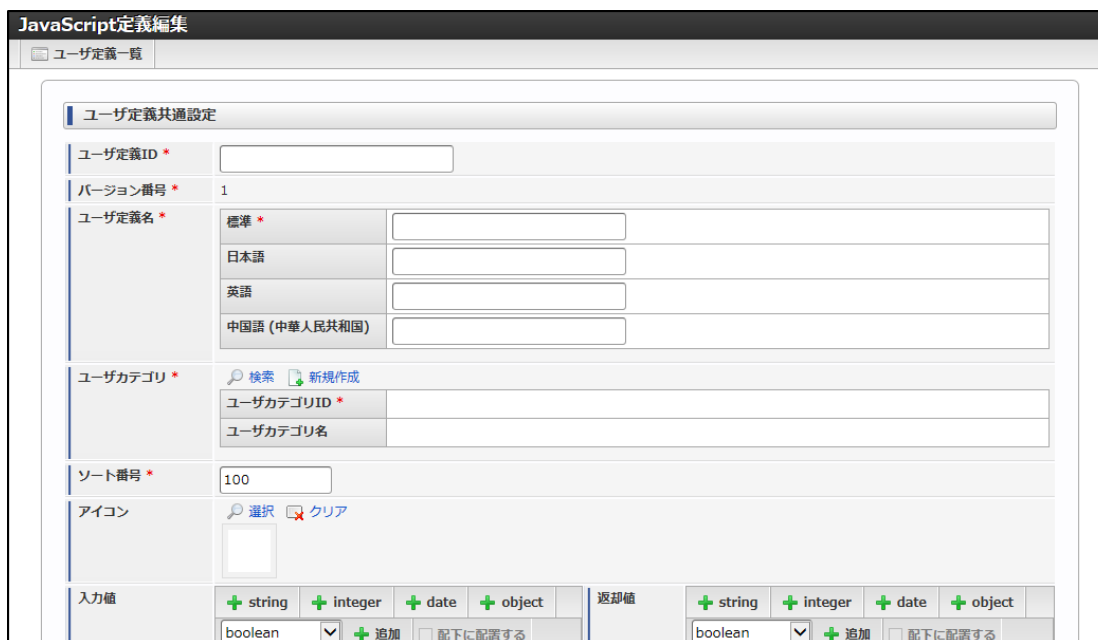 JavaScript定義編集
ユーザ定義一覧
ユーザ定義共通設定
ユーザ定義ID *
バージョン番号 * 1
ユーザ定義名 * 標準 *
日本語
英語
中国語 (中華人民共和国)
ユーザカテゴリ * 検索 新規作成
ユーザカテゴリID *
ユーザカテゴリ名
ソート番号 * 100
アイコン 選択 クリア
入力値 string integer date object 返却値 string integer date object
boolean 追加 配下に配置する boolean 追加 配下に配置する